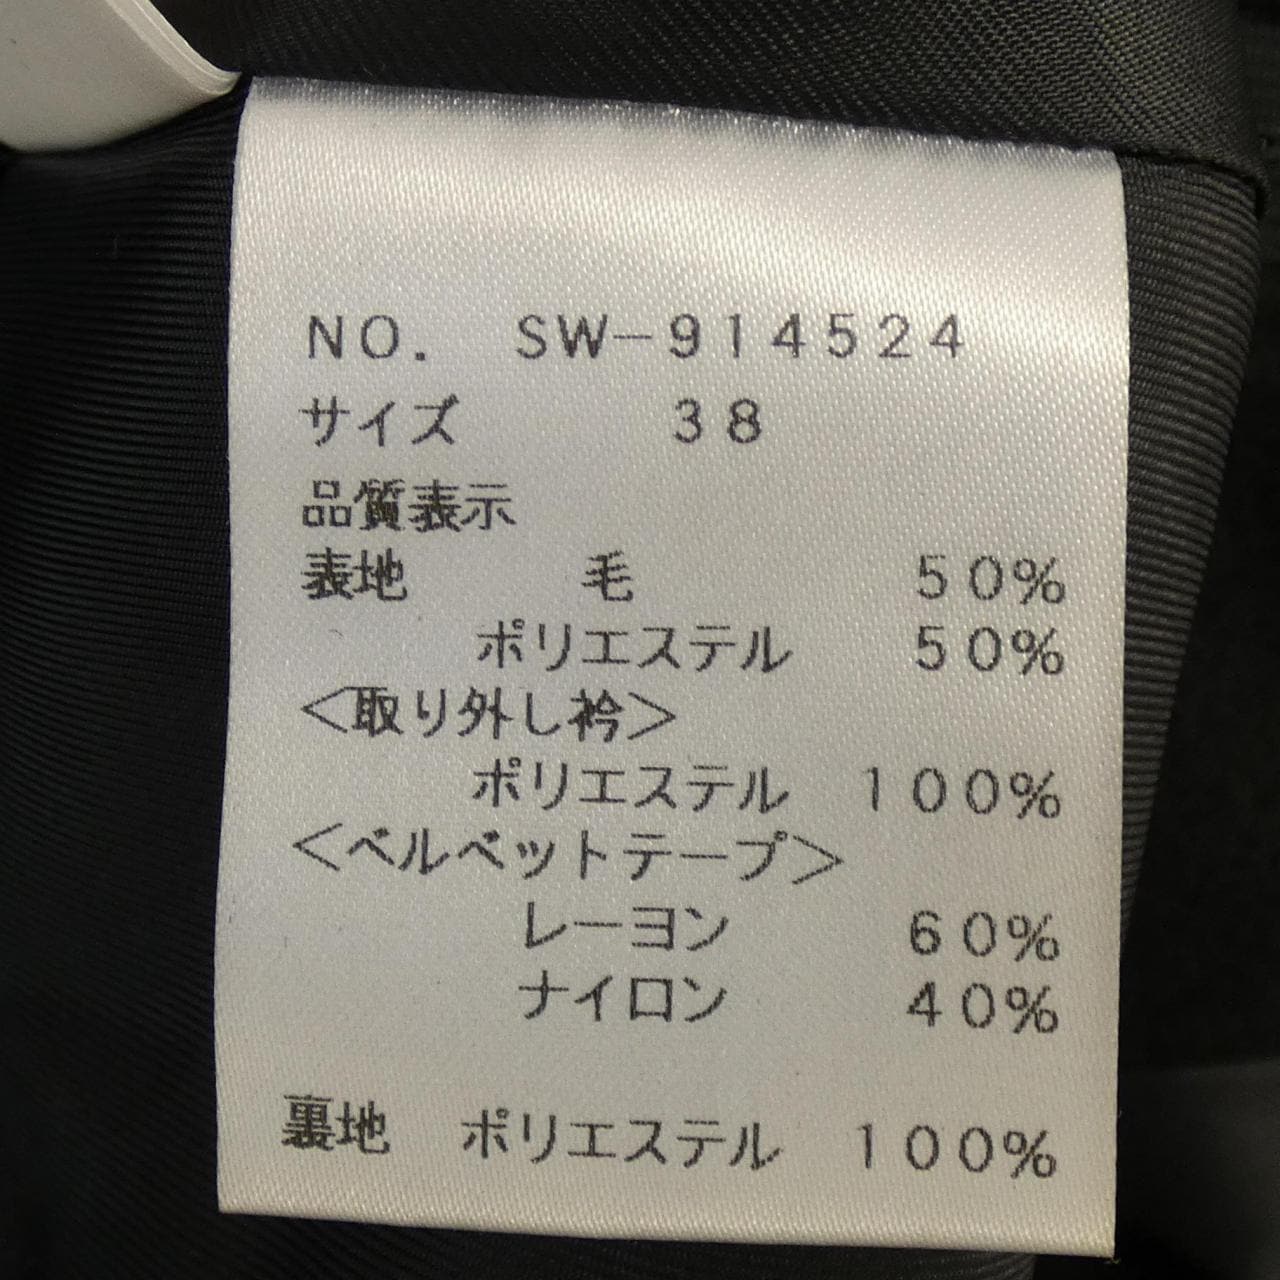 NO. SW-914524
サイズ 38
品質表示
表地 毛 50%
ポリエステル 50%
<取り外し衿>
ポリエステル 100%
<ベルベットテープ>
レーヨン 60%
ナイロン 40%
裏地 ポリエステル 100%